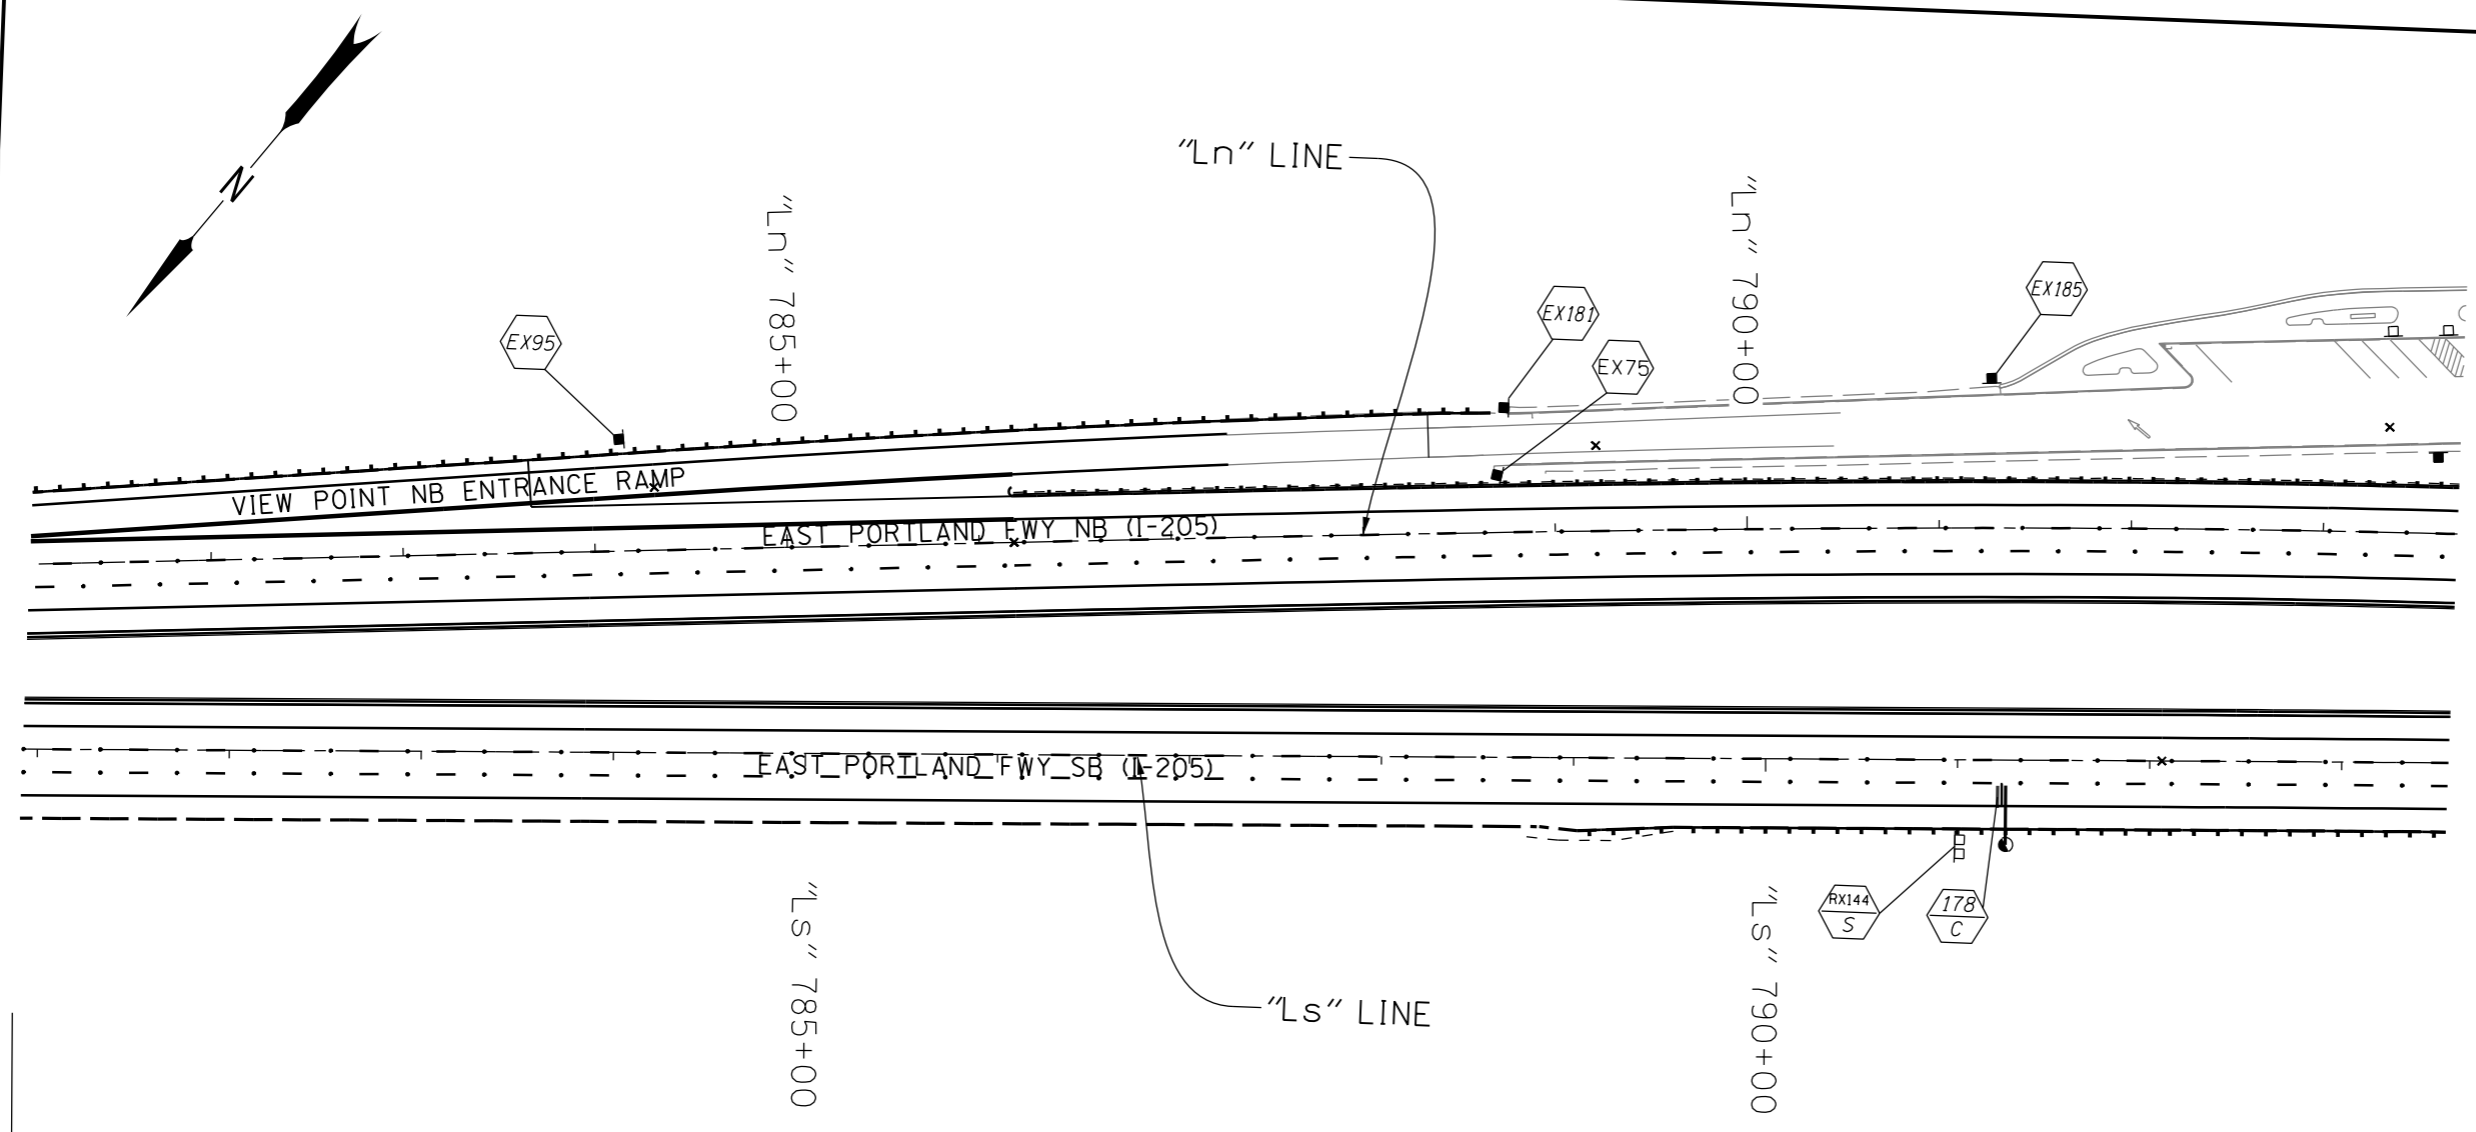 N
"Ln" LINE
"Ln" 785+00
"Ln" 790+00
EX95
EX181
EX75
EX185
VIEW POINT NB ENTRANCE RAMP
EAST PORTLAND FWY NB (I-205)
EAST PORTLAND FWY SB (I-205)
"Ls" 785+00
"Ls" 790+00
RX144
S
178
C
"Ls" LINE